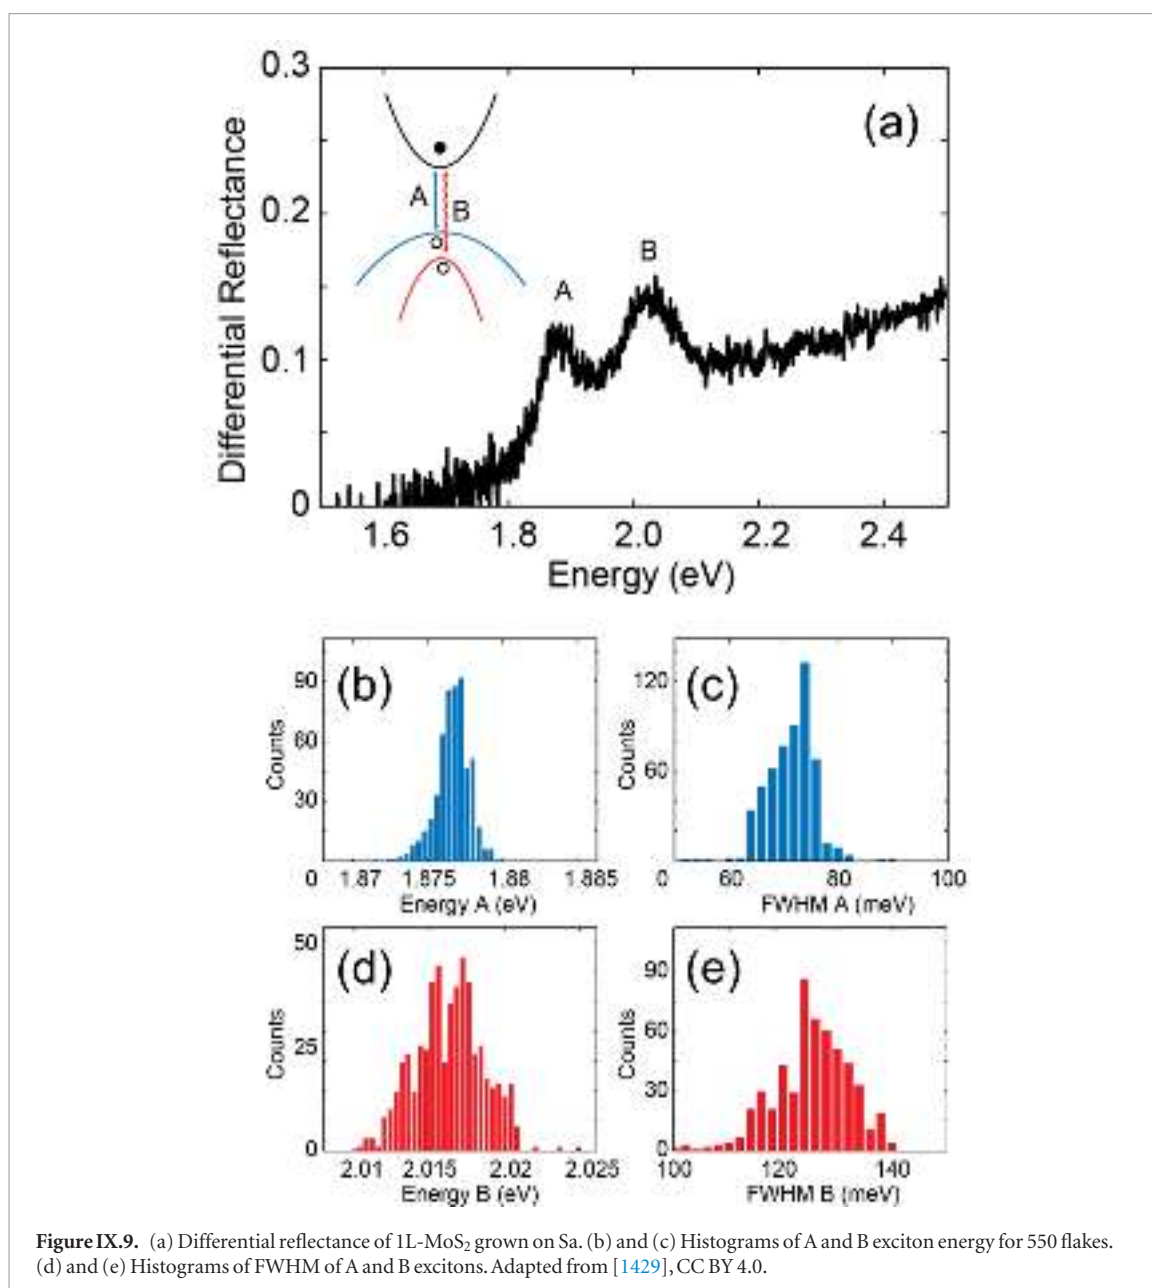 0.3
(a)
0.2
0.1
0
Differential Reflectance
A
B
A
B
1.6 1.8 2.0 2.2 2.4
Energy (eV)
(b)
90
60
30
0 1.87 1.875 1.88 1.885
Counts
Energy A (eV)
(c)
120
60
0 60 80 100
Counts
FWHM A (meV)
(d)
50
25
0
2.01 2.015 2.02 2.025
Counts
Energy B (eV)
(e)
90
60
30
0
100 120 140
Counts
FWHM B (meV)
Figure IX.9. (a) Differential reflectance of 1L-MoS₂ grown on Sa. (b) and (c) Histograms of A and B exciton energy for 550 flakes.
(d) and (e) Histograms of FWHM of A and B excitons. Adapted from [1429], CC BY 4.0.